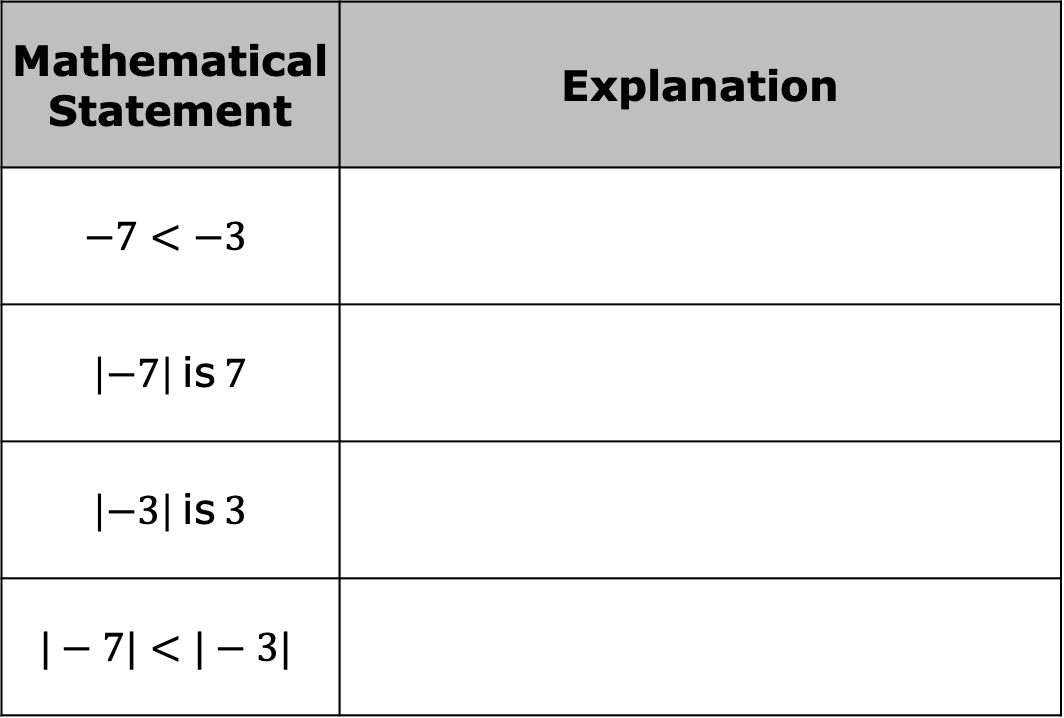 Mathematical
Statement
Explanation
−7 < −3
|−7| is 7
|−3| is 3
| − 7| < | − 3|